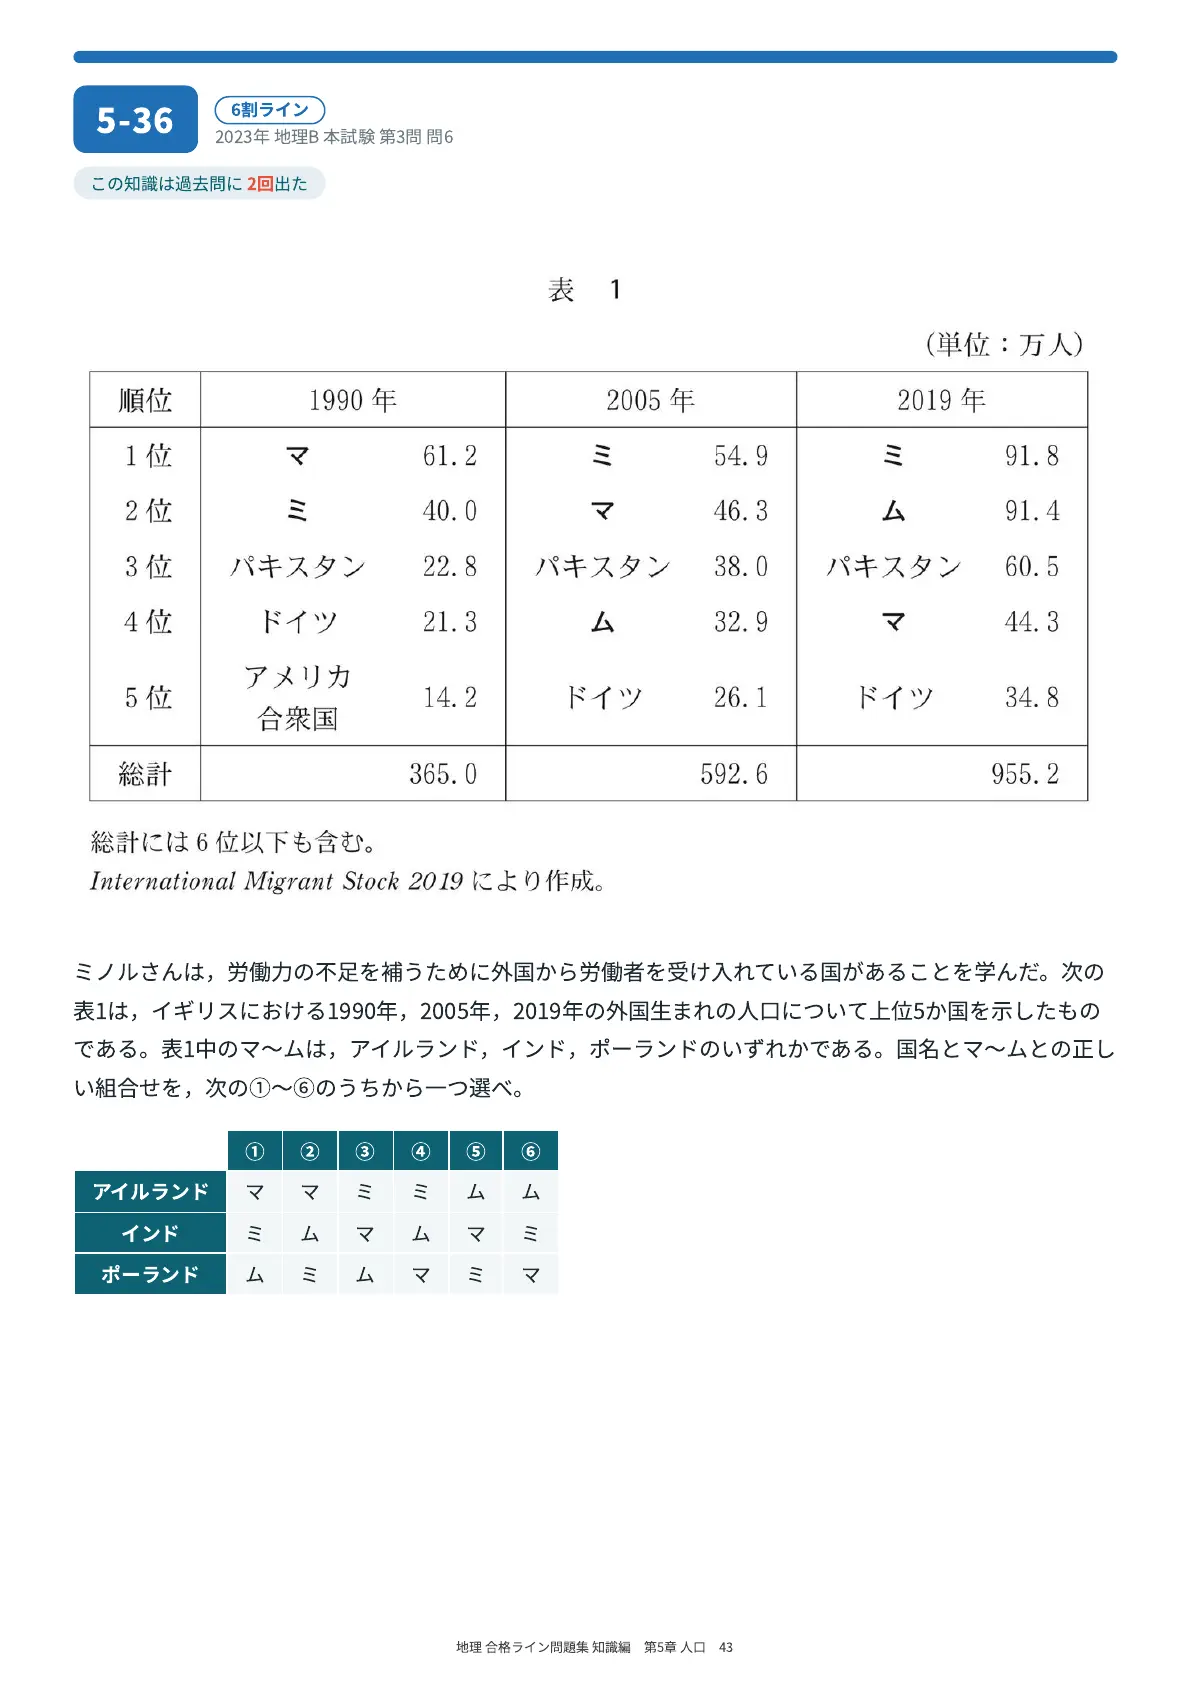 5-36
6割ライン
2023年 地理B 本試験 第3問 問6
この知識は過去問に 2回出た
表 1
(単位：万人)
順位 1990年 2005年 2019年
1位 マ 61.2 ミ 54.9 ミ 91.8
2位 ミ 40.0 マ 46.3 ム 91.4
3位 パキスタン 22.8 パキスタン 38.0 パキスタン 60.5
4位 ドイツ 21.3 ム 32.9 マ 44.3
5位 アメリカ合衆国 14.2 ドイツ 26.1 ドイツ 34.8
総計 365.0 592.6 955.2
総計には6位以下も含む。
International Migrant Stock 2019 により作成。
ミノルさんは，労働力の不足を補うために外国から労働者を受け入れている国があることを学んだ。次の
表1は，イギリスにおける1990年，2005年，2019年の外国生まれの人口について上位5か国を示したもの
である。表1中のマ～ムは，アイルランド，インド，ポーランドのいずれかである。国名とマ～ムとの正し
い組合せを，次の①～⑥のうちから一つ選べ。
① ② ③ ④ ⑤ ⑥
アイルランド マ マ ミ ミ ム ム
インド ミ ム マ ム マ ミ
ポーランド ム ミ ム マ ミ マ
地理 合格ライン問題集 知識編 第5章 人口 43